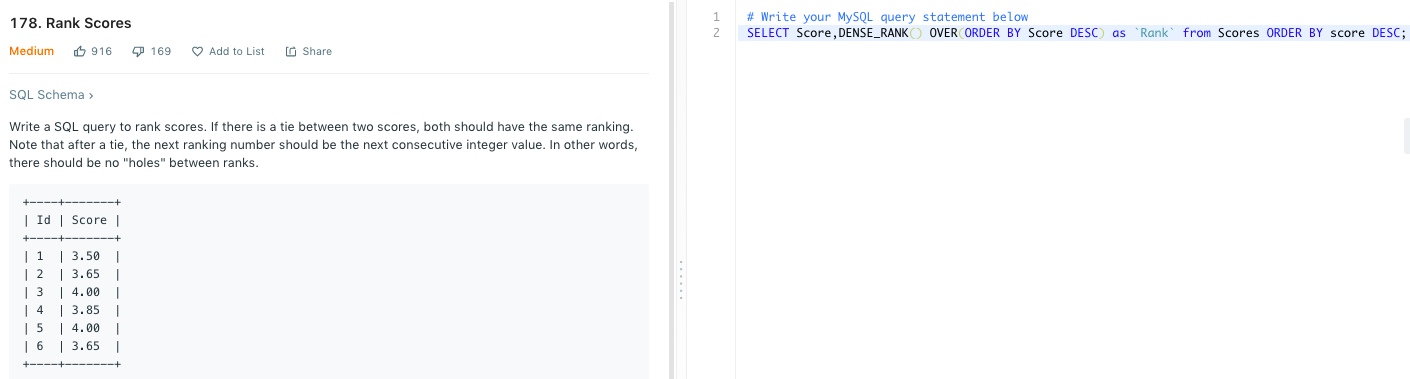 178. Rank Scores
Medium 916 169 Add to List Share
SQL Schema ›
Write a SQL query to rank scores. If there is a tie between two scores, both should have the same ranking.
Note that after a tie, the next ranking number should be the next consecutive integer value. In other words,
there should be no "holes" between ranks.
+----+-------+
| Id | Score |
+----+-------+
| 1  | 3.50  |
| 2  | 3.65  |
| 3  | 4.00  |
| 4  | 3.85  |
| 5  | 4.00  |
| 6  | 3.65  |
+----+-------+
1 # Write your MySQL query statement below
2 SELECT Score,DENSE_RANK() OVER(ORDER BY Score DESC) as `Rank` from Scores ORDER BY score DESC;